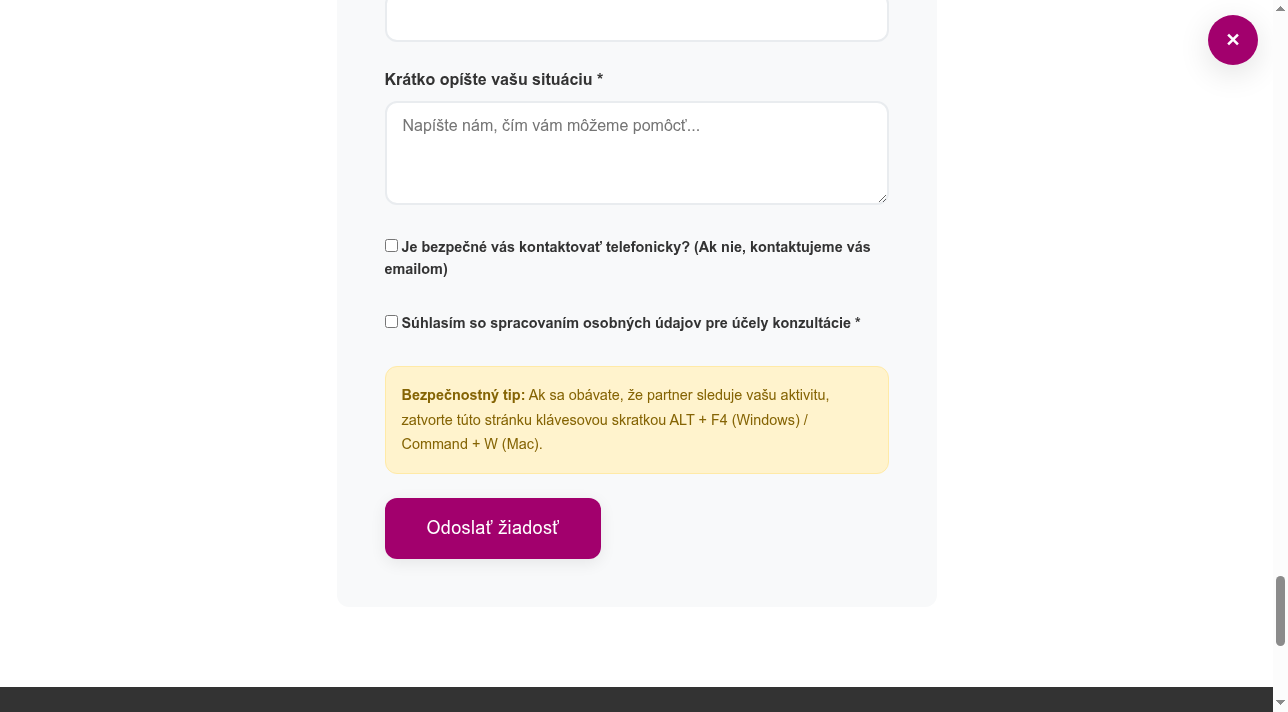 ×
Krátko opíšte vašu situáciu *
Napíšte nám, čím vám môžeme pomôcť...
Je bezpečné vás kontaktovať telefonicky? (Ak nie, kontaktujeme vás
emailom)
Súhlasím so spracovaním osobných údajov pre účely konzultácie *
Bezpečnostný tip: Ak sa obávate, že partner sleduje vašu aktivitu,
zatvorte túto stránku klávesovou skratkou ALT + F4 (Windows) /
Command + W (Mac).
Odoslať žiadosť